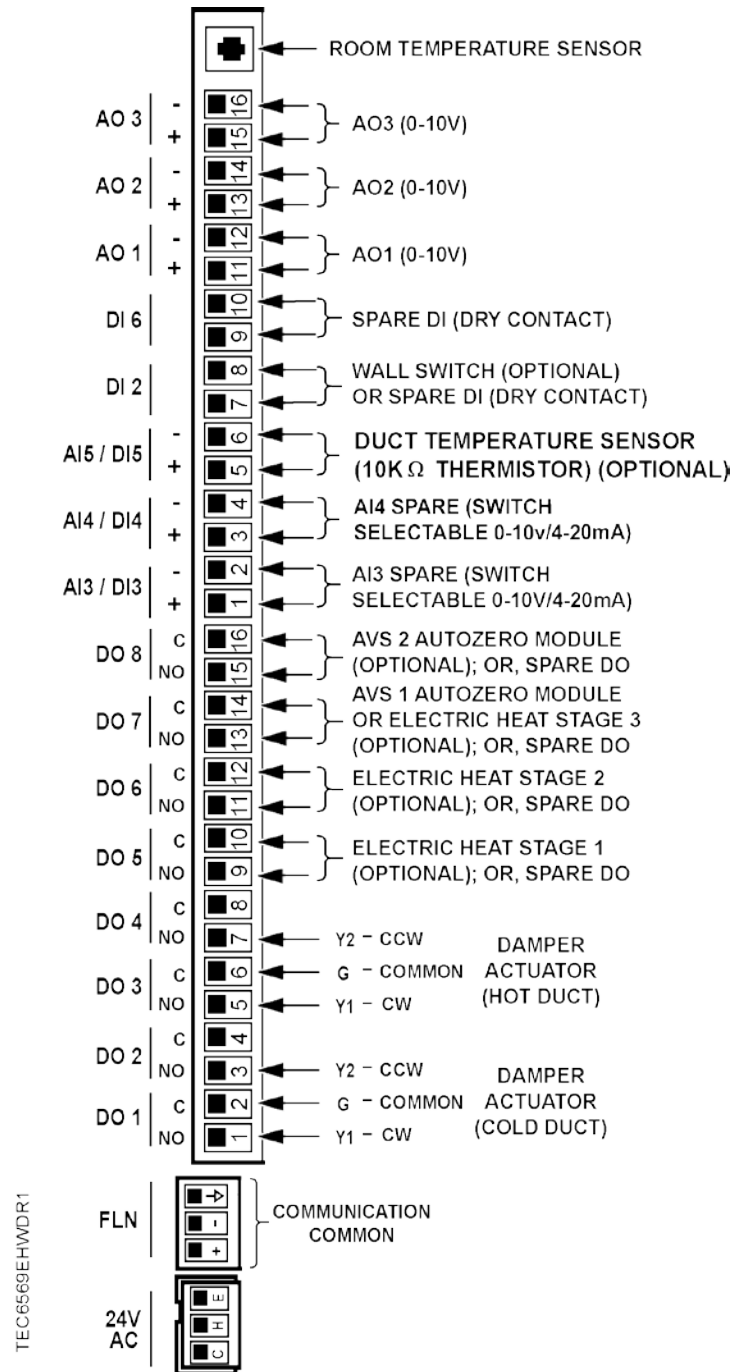 ROOM TEMPERATURE SENSOR
AO 3 - 16
+ 15
AO3 (0-10V)
AO 2 - 14
+ 13
AO2 (0-10V)
AO 1 - 12
+ 11
AO1 (0-10V)
DI 6 10
9
SPARE DI (DRY CONTACT)
DI 2 8
7
WALL SWITCH (OPTIONAL)
OR SPARE DI (DRY CONTACT)
AI5 / DI5 - 6
+ 5
DUCT TEMPERATURE SENSOR
(10K Ω THERMISTOR) (OPTIONAL)
AI4 / DI4 - 4
+ 3
AI4 SPARE (SWITCH
SELECTABLE 0-10v/4-20mA)
AI3 / DI3 - 2
+ 1
AI3 SPARE (SWITCH
SELECTABLE 0-10V/4-20mA)
DO 8 C 16
NO 15
AVS 2 AUTOZERO MODULE
(OPTIONAL); OR, SPARE DO
DO 7 C 14
NO 13
AVS 1 AUTOZERO MODULE
OR ELECTRIC HEAT STAGE 3
(OPTIONAL); OR, SPARE DO
DO 6 C 12
NO 11
ELECTRIC HEAT STAGE 2
(OPTIONAL); OR, SPARE DO
DO 5 C 10
NO 9
ELECTRIC HEAT STAGE 1
(OPTIONAL); OR, SPARE DO
DO 4 C 8
NO 7 Y2 - CCW
DO 3 C 6 G - COMMON
NO 5 Y1 - CW
DAMPER
ACTUATOR
(HOT DUCT)
DO 2 C 4
NO 3 Y2 - CCW
DO 1 C 2 G - COMMON
NO 1 Y1 - CW
DAMPER
ACTUATOR
(COLD DUCT)
FLN
-
+
COMMUNICATION
COMMON
24V
AC
E
H
C
TEC6569EHWDR1